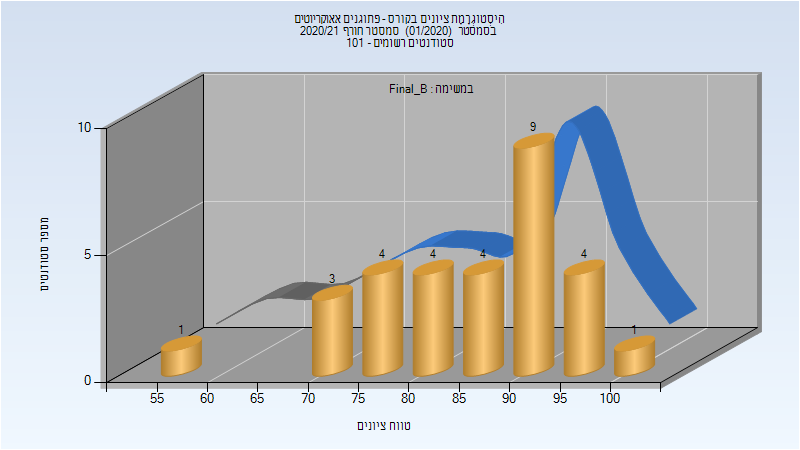 היסטוגרמת ציונים בקורס - פתוגנים אאוקריוטים
בסמסטר (01/2020) סמסטר חורף 2020/21
סטודנטים רשומים - 101
במשימה : Final_B
10
5
0
מספר סטודנטים
1
3
4
4
4
9
4
1
55 60 65 70 75 80 85 90 95 100
טווח ציונים